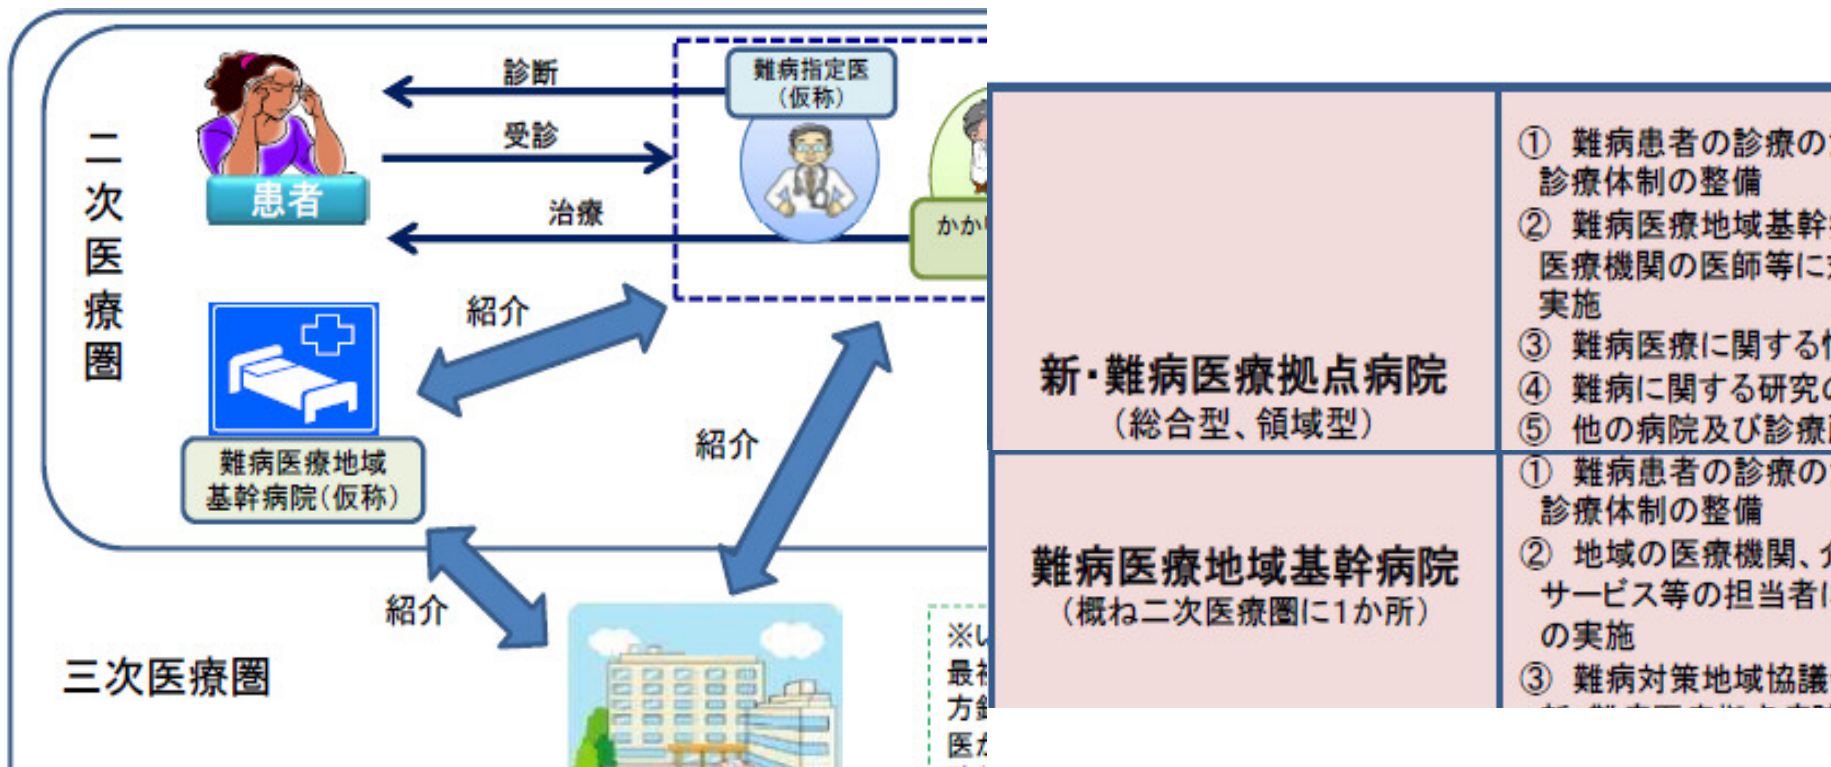 二次医療圏
診断
受診
治療
患者
難病指定医
(仮称)
かか
紹介
紹介
難病医療地域
基幹病院(仮称)
紹介
三次医療圏
※い
最
方
医
新・難病医療拠点病院
(総合型、領域型)
① 難病患者の診療の
診療体制の整備
② 難病医療地域基幹
医療機関の医師等に
実施
③ 難病医療に関する
④ 難病に関する研究の
⑤ 他の病院及び診療
難病医療地域基幹病院
(概ね二次医療圏に1か所)
① 難病患者の診療の
診療体制の整備
② 地域の医療機関、
サービス等の担当者に
の実施
③ 難病対策地域協議